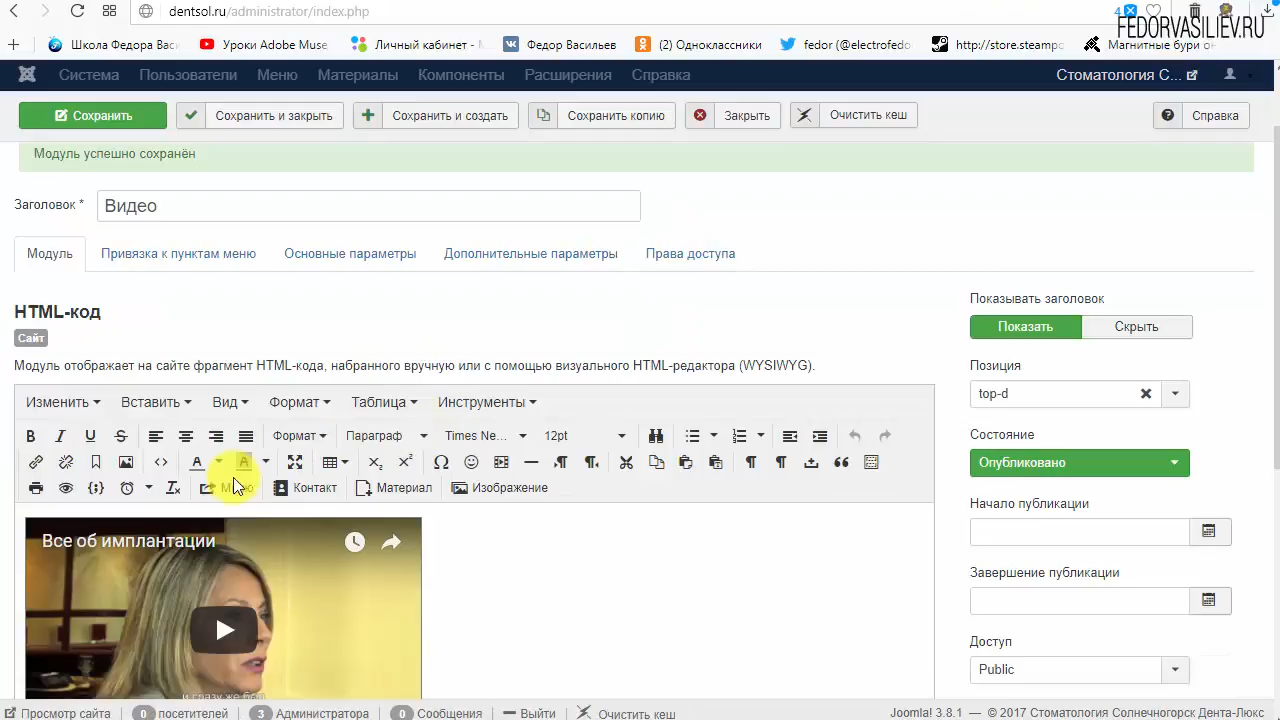 dentsol.ru/administrator/index.php
4
FEDORVASILIEV.RU
Школа Федора Ваcи
Уроки Adobe Muse
Личный кабинет - М
Федор Васильев
(2) Одноклассники
fedor (@electrofedo
http://store.steampo
Магнитные бури он
Система
Пользователи
Меню
Материалы
Компоненты
Расширения
Справка
Стоматология С...
Сохранить
Сохранить и закрыть
Сохранить и создать
Сохранить копию
Закрыть
Очистить кеш
Справка
Модуль успешно сохранён
Заголовок *
Видео
Модуль
Привязка к пунктам меню
Основные параметры
Дополнительные параметры
Права доступа
HTML-код
Сайт
Модуль отображает на сайте фрагмент HTML-кода, набранного вручную или с помощью визуального HTML-редактора (WYSIWYG).
Изменить
Вставить
Вид
Формат
Таблица
Инструменты
Формат
Параграф
Times Ne...
12pt
Меню
Контакт
Материал
Изображение
Все об имплантации
Показывать заголовок
Показать
Скрыть
Позиция
top-d
Состояние
Опубликовано
Начало публикации
Завершение публикации
Доступ
Public
Просмотр сайта
0 посетителей
3 Администратора
0 Сообщения
Выйти
Очистить кеш
Joomla! 3.8.1 — © 2017 Стоматология Солнечногорск Дента-Люкс